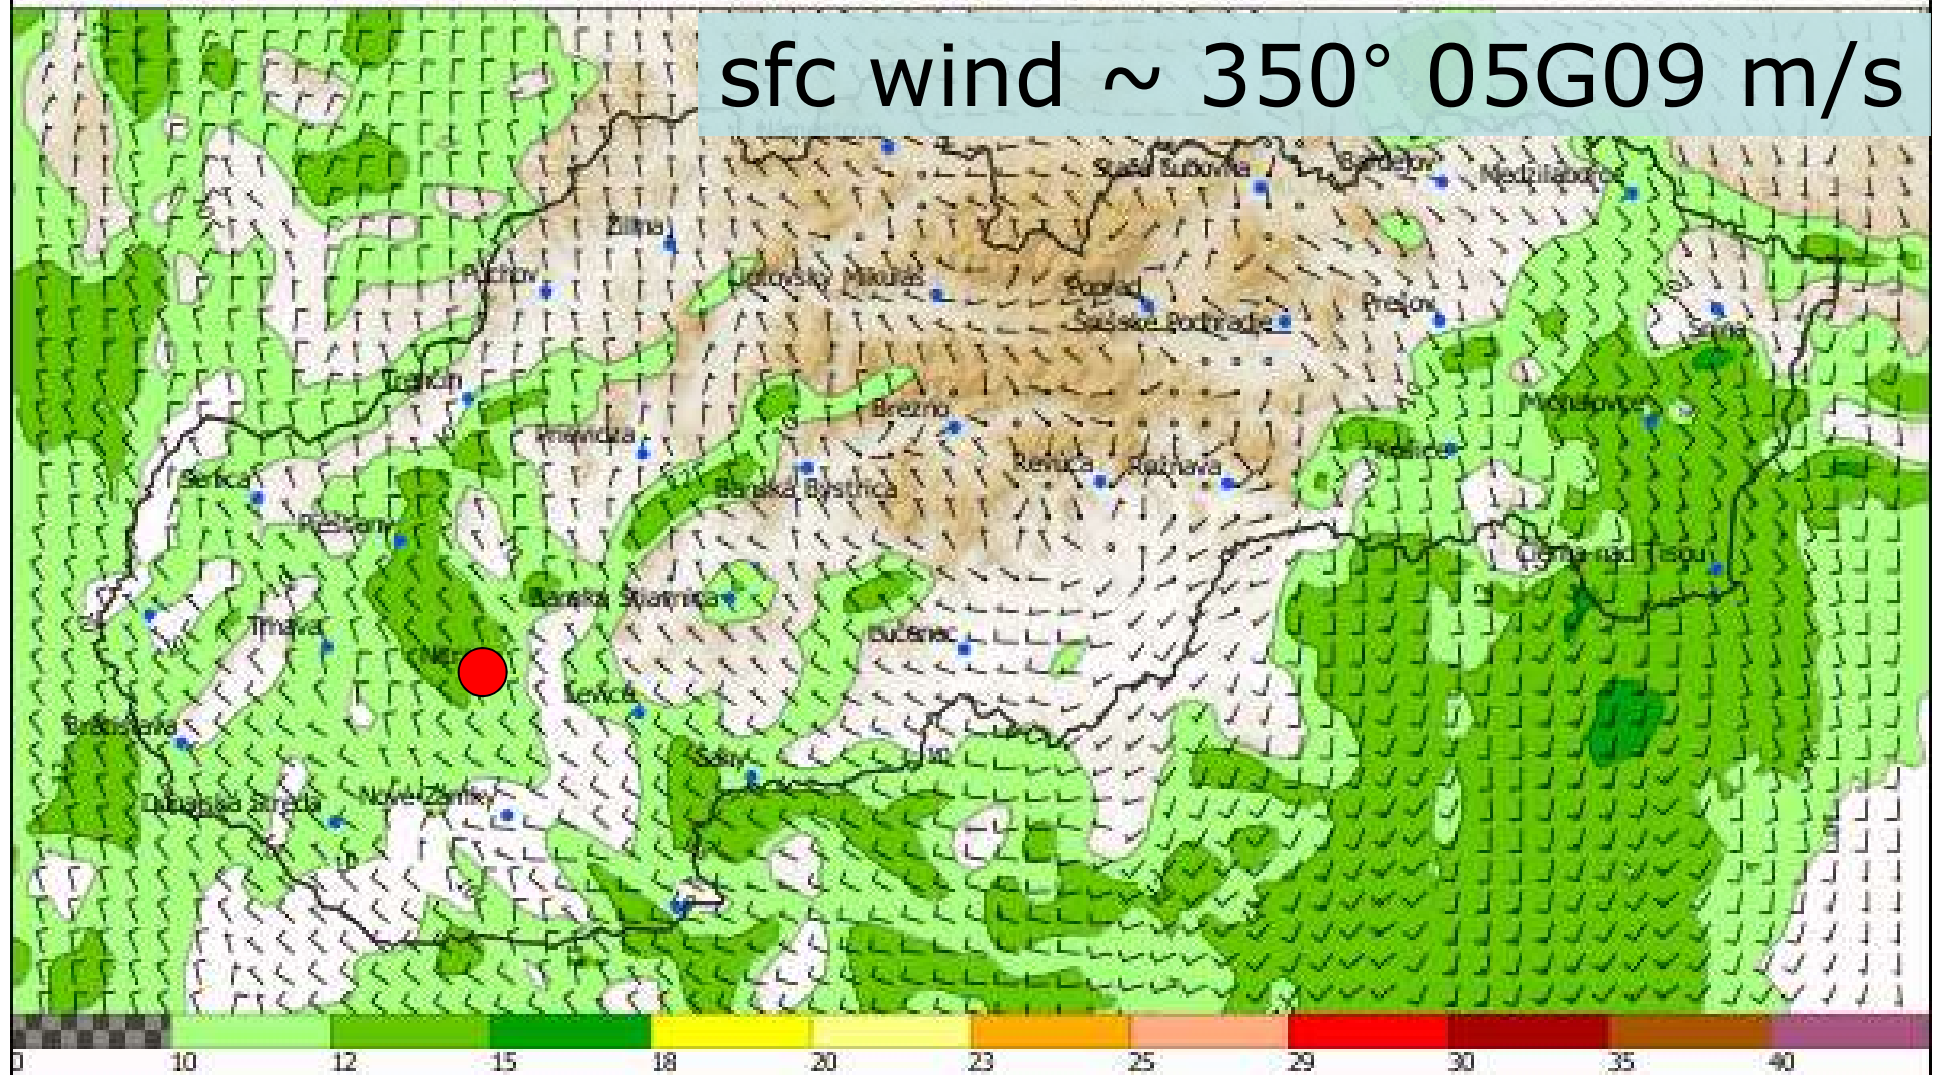 sfc wind ~ 350° 05G09 m/s
Stará Ľubovňa
Bardejov
Medzilaborce
Žilina
Púchov
Liptovský Mikuláš
Poprad
Spišské Podhradie
Prešov
Snina
Trenčín
Prievidza
Brezno
Michalovce
Košice
Senica
Banská Bystrica
Revúca
Rožňava
Piešťany
Čierna nad Tisou
Banská Štiavnica
Trnava
Lučenec
Levice
Bratislava
Šahy
Dunajská Streda
Nové Zámky
0 10 12 15 18 20 23 25 29 30 35 40